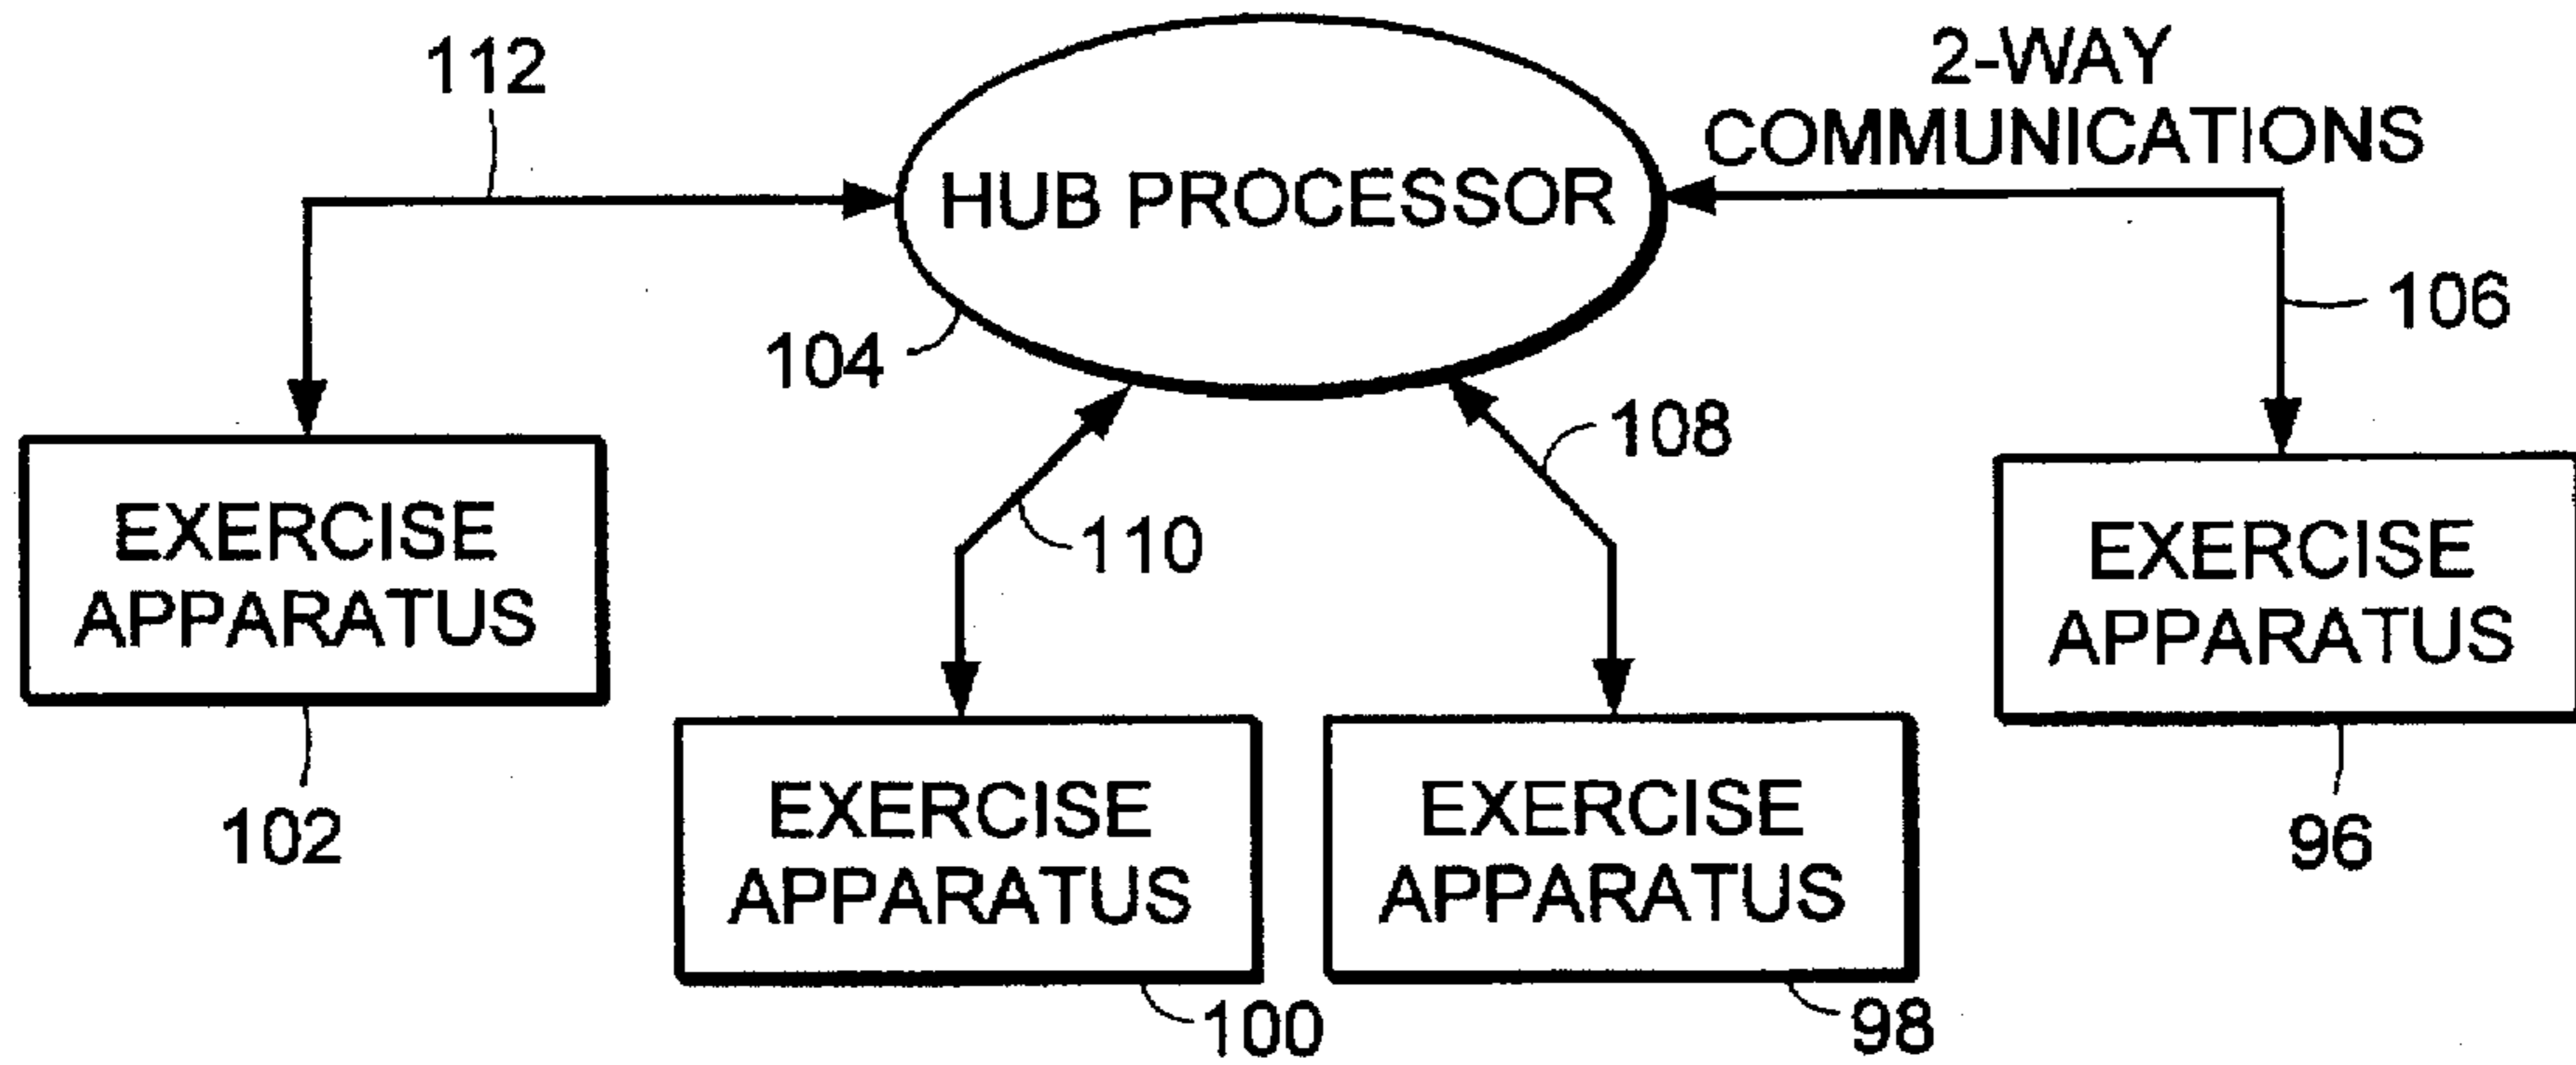 112
2-WAY
COMMUNICATIONS
HUB PROCESSOR
106
104
108
110
EXERCISE
APPARATUS
102
EXERCISE
APPARATUS
100
EXERCISE
APPARATUS
98
EXERCISE
APPARATUS
96